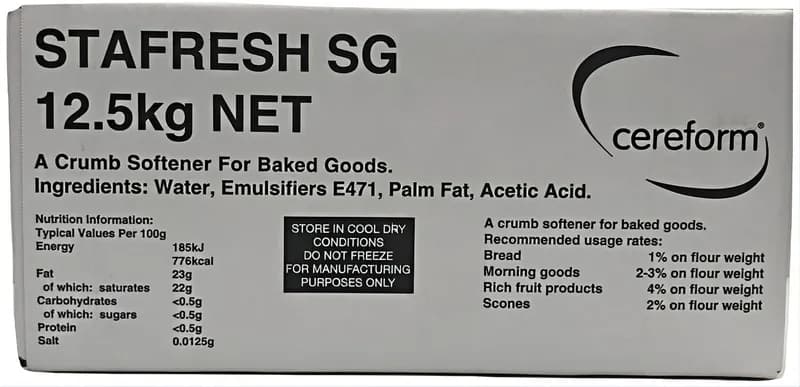 STAFRESH SG
12.5kg NET
cereform®
A Crumb Softener For Baked Goods.
Ingredients: Water, Emulsifiers E471, Palm Fat, Acetic Acid.
Nutrition Information:
Typical Values Per 100g
Energy 185kJ
776kcal
Fat 23g
of which: saturates 22g
Carbohydrates <0.5g
of which: sugars <0.5g
Protein <0.5g
Salt 0.0125g
STORE IN COOL DRY
CONDITIONS
DO NOT FREEZE
FOR MANUFACTURING
PURPOSES ONLY
A crumb softener for baked goods.
Recommended usage rates:
Bread 1% on flour weight
Morning goods 2-3% on flour weight
Rich fruit products 4% on flour weight
Scones 2% on flour weight